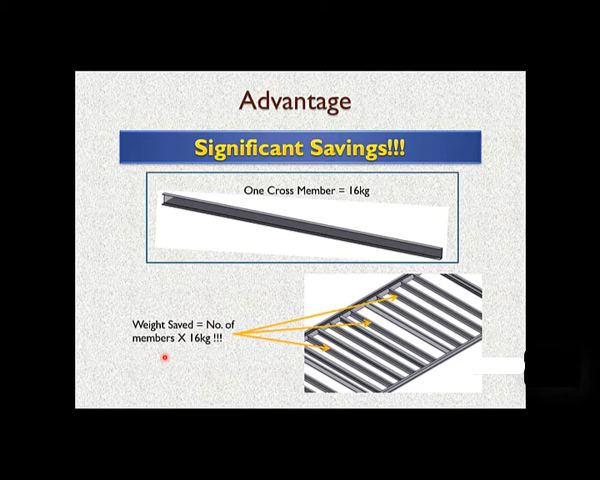 Advantage
Significant Savings!!!
One Cross Member = 16kg
Weight Saved = No. of
members X 16kg !!!